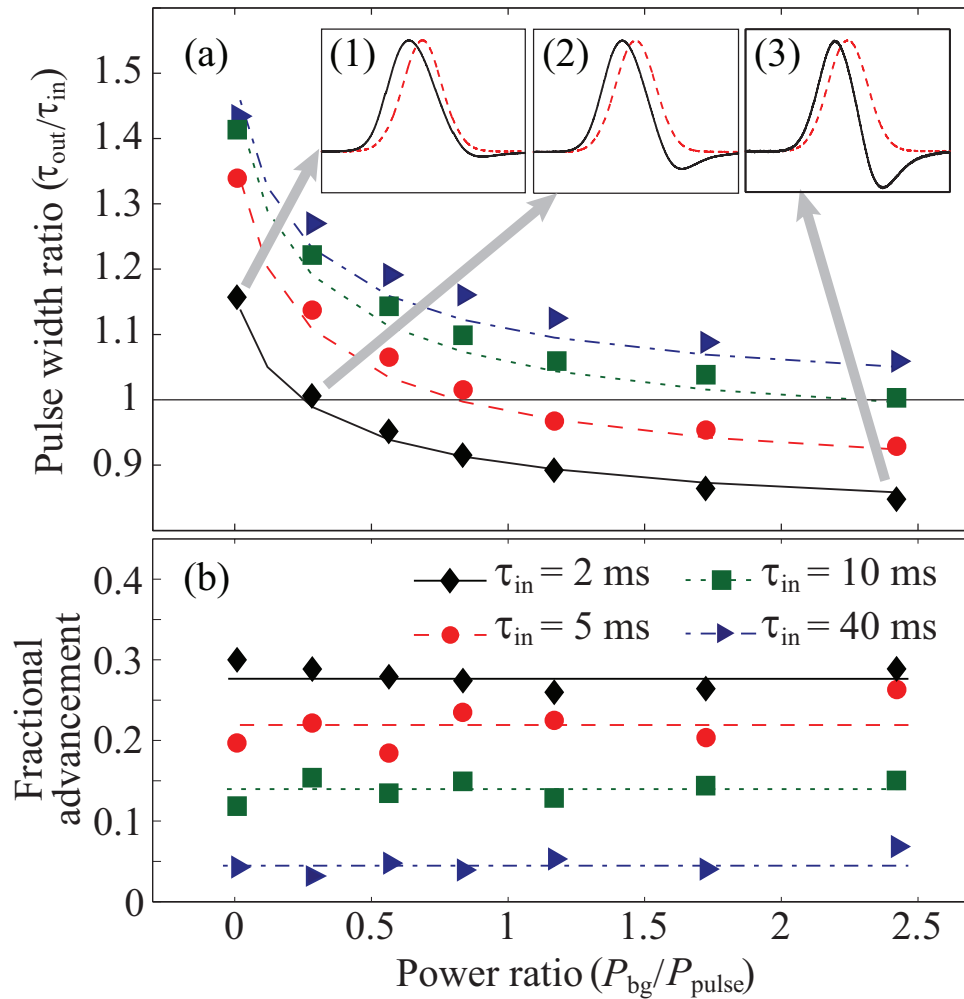 (a)
(1)
(2)
(3)
Pulse width ratio (τout/τin)
1.5
1.4
1.3
1.2
1.1
1
0.9
(b)
τin = 2 ms
τin = 10 ms
τin = 5 ms
τin = 40 ms
Fractional
advancement
0.4
0.3
0.2
0.1
0
0
0.5
1
1.5
2
2.5
Power ratio (Pbg/Ppulse)